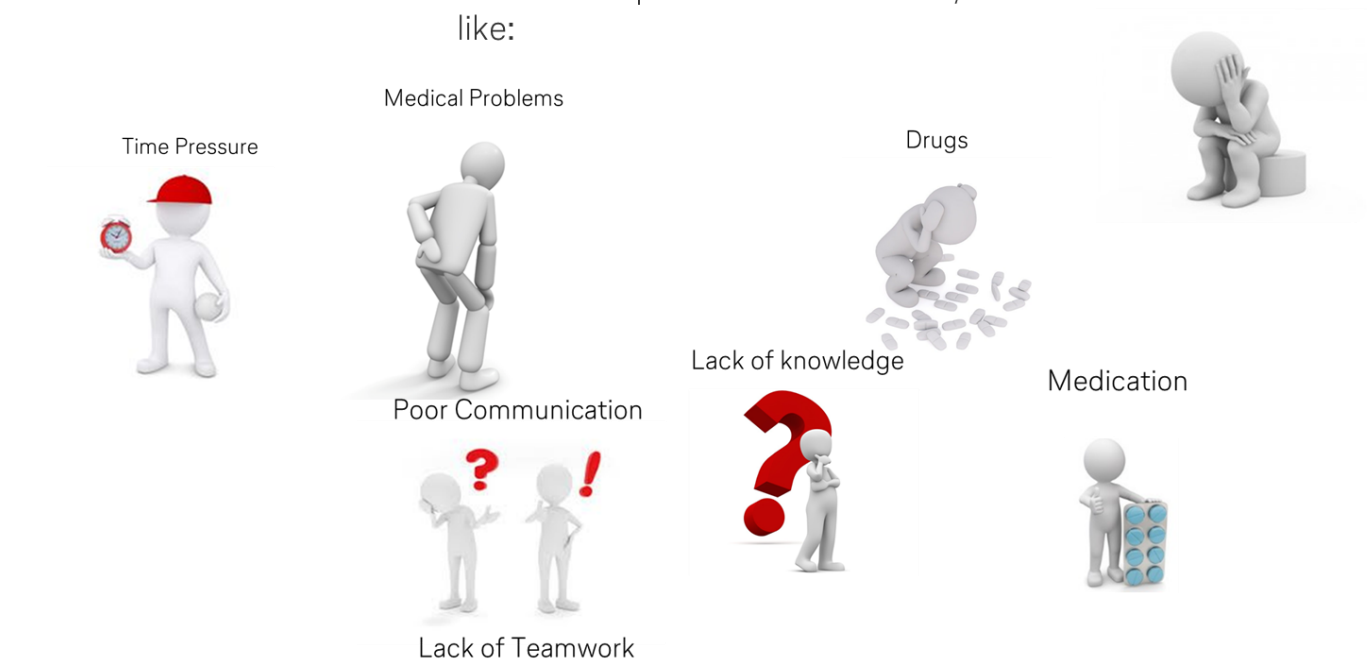 like:
Medical Problems
Time Pressure
Drugs
Lack of knowledge
Medication
Poor Communication
Lack of Teamwork